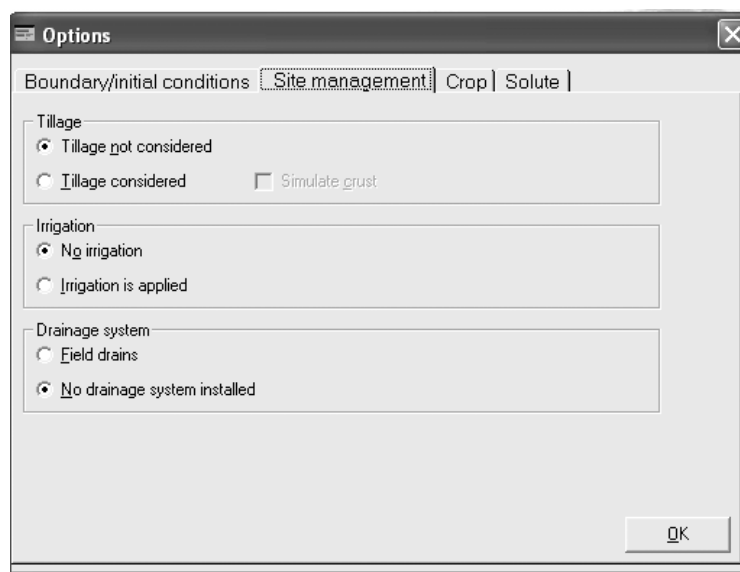 Options
Boundary/initial conditions Site management Crop Solute
Tillage
Tillage not considered
Tillage considered Simulate crust
Irrigation
No irrigation
Irrigation is applied
Drainage system
Field drains
No drainage system installed
OK